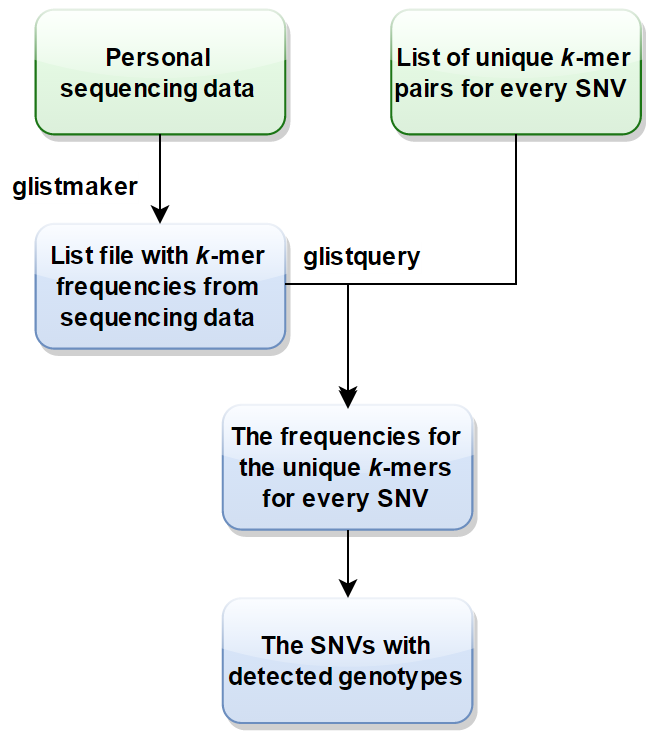 Personal
sequencing data
List of unique k-mer
pairs for every SNV
glistmaker
List file with k-mer
frequencies from
sequencing data
glistquery
The frequencies for
the unique k-mers
for every SNV
The SNVs with
detected genotypes